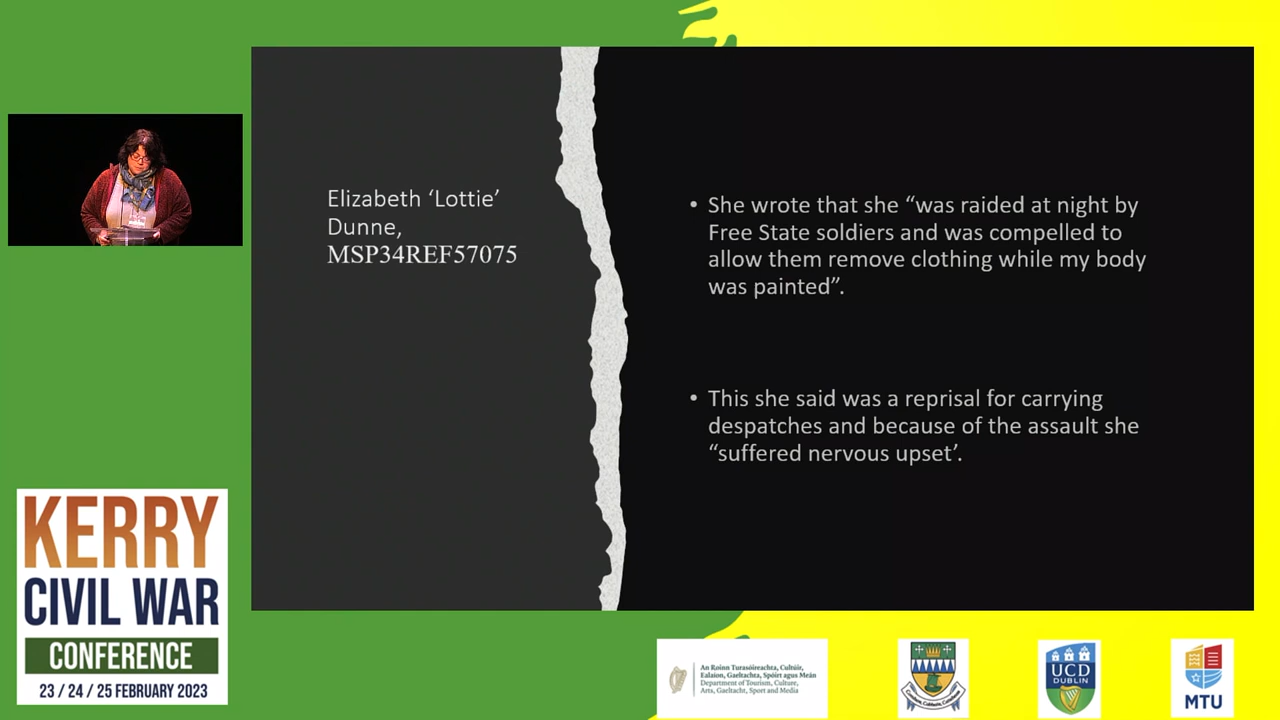 Elizabeth ‘Lottie’
Dunne,
MSP34REF57075
• She wrote that she “was raided at night by
Free State soldiers and was compelled to
allow them remove clothing while my body
was painted”.
• This she said was a reprisal for carrying
despatches and because of the assault she
“suffered nervous upset’.
KERRY
CIVIL WAR
CONFERENCE
23 / 24 / 25 FEBRUARY 2023
An Roinn Turasóireachta, Cultúir,
Ealaíon, Gaeltachta, Spóirt agus Meán
Department of Tourism, Culture,
Arts, Gaeltacht, Sport and Media
UCD
DUBLIN
MTU